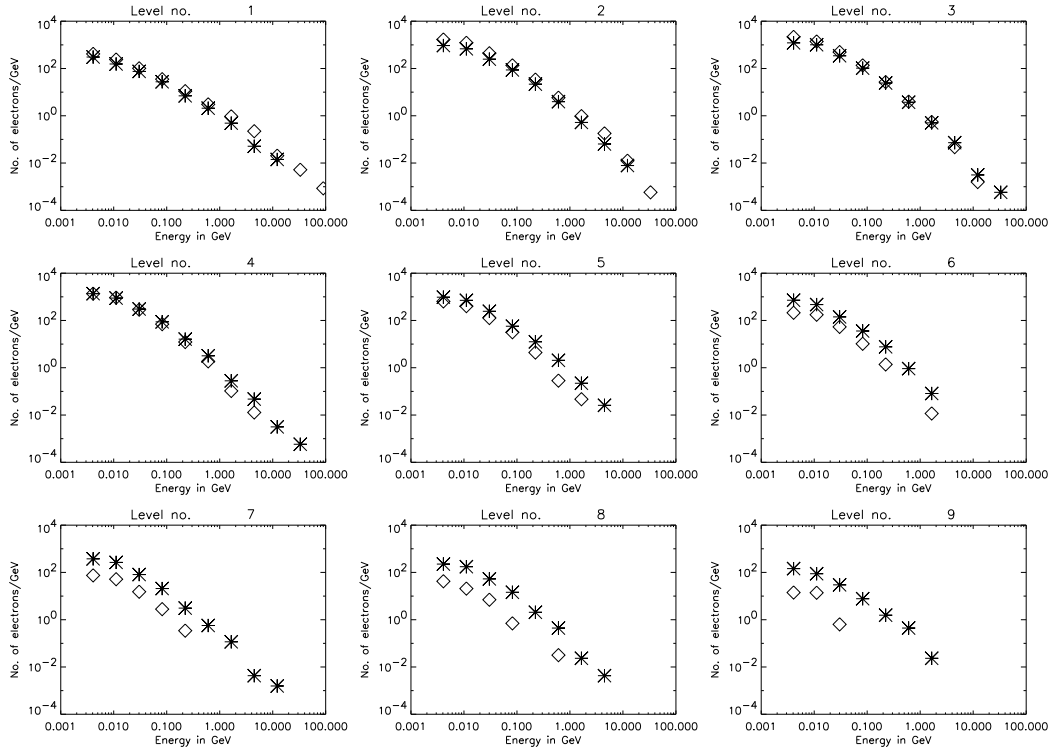 Level no. 1
10^4
10^2
10^0
10^-2
10^-4
No. of electrons/GeV
0.001 0.010 0.100 1.000 10.000 100.000
Energy in GeV
Level no. 2
10^4
10^2
10^0
10^-2
10^-4
No. of electrons/GeV
0.001 0.010 0.100 1.000 10.000 100.000
Energy in GeV
Level no. 3
10^4
10^2
10^0
10^-2
10^-4
No. of electrons/GeV
0.001 0.010 0.100 1.000 10.000 100.000
Energy in GeV
Level no. 4
10^4
10^2
10^0
10^-2
10^-4
No. of electrons/GeV
0.001 0.010 0.100 1.000 10.000 100.000
Energy in GeV
Level no. 5
10^4
10^2
10^0
10^-2
10^-4
No. of electrons/GeV
0.001 0.010 0.100 1.000 10.000 100.000
Energy in GeV
Level no. 6
10^4
10^2
10^0
10^-2
10^-4
No. of electrons/GeV
0.001 0.010 0.100 1.000 10.000 100.000
Energy in GeV
Level no. 7
10^4
10^2
10^0
10^-2
10^-4
No. of electrons/GeV
0.001 0.010 0.100 1.000 10.000 100.000
Energy in GeV
Level no. 8
10^4
10^2
10^0
10^-2
10^-4
No. of electrons/GeV
0.001 0.010 0.100 1.000 10.000 100.000
Energy in GeV
Level no. 9
10^4
10^2
10^0
10^-2
10^-4
No. of electrons/GeV
0.001 0.010 0.100 1.000 10.000 100.000
Energy in GeV